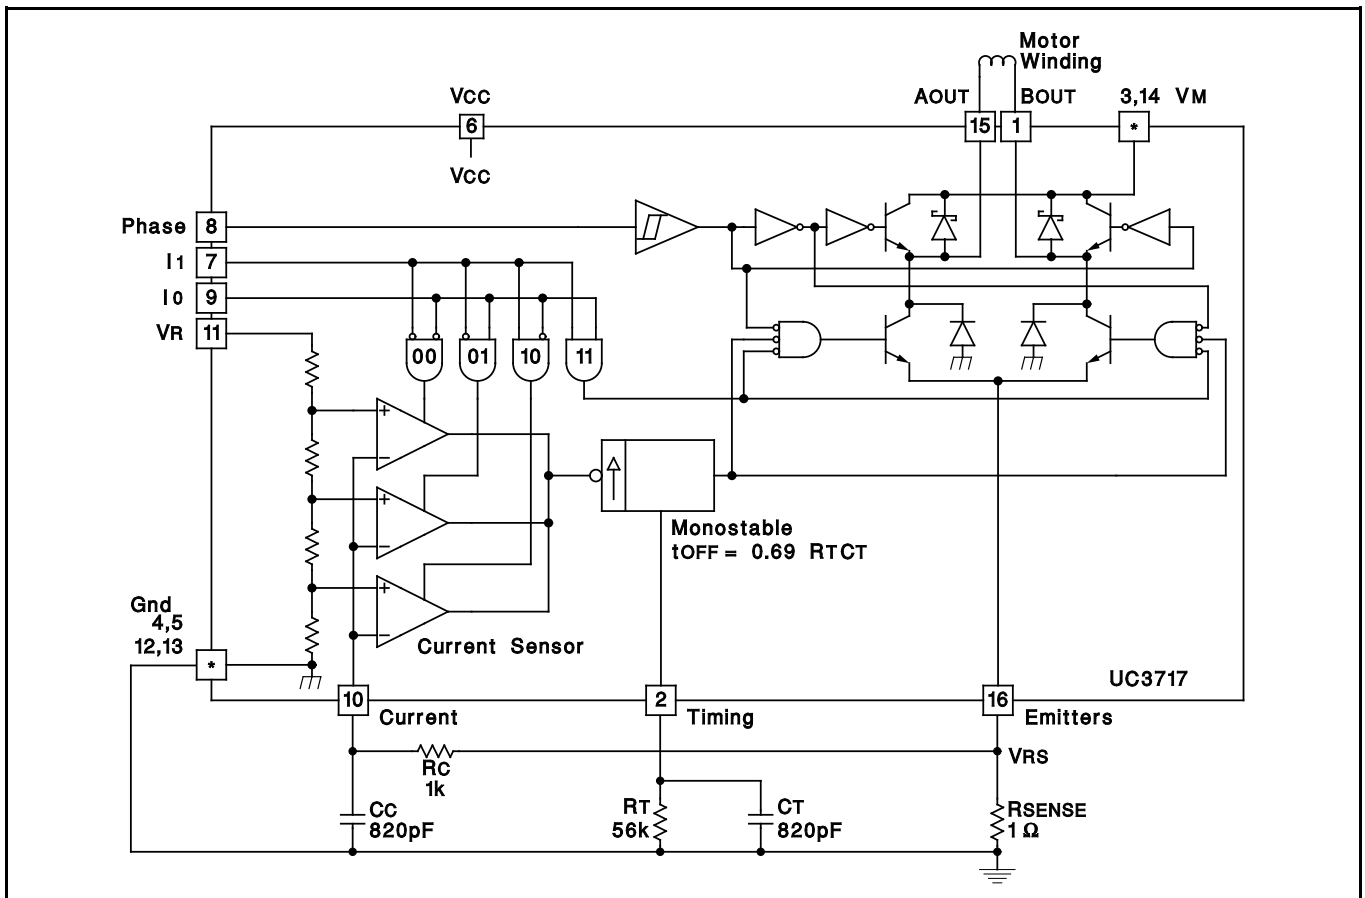 Motor
Winding
VCC
AOUT
BOUT
3,14 VM
6
15
1
*
VCC
Phase
8
I1
7
I0
9
VR
11
00
01
10
11
+
−
+
−
+
−
Monostable
tOFF = 0.69 RTCT
Gnd
4,5
12,13
*
Current Sensor
UC3717
10
Current
2
Timing
16
Emitters
VRS
RC
1k
CC
820pF
RT
56k
CT
820pF
RSENSE
1 Ω